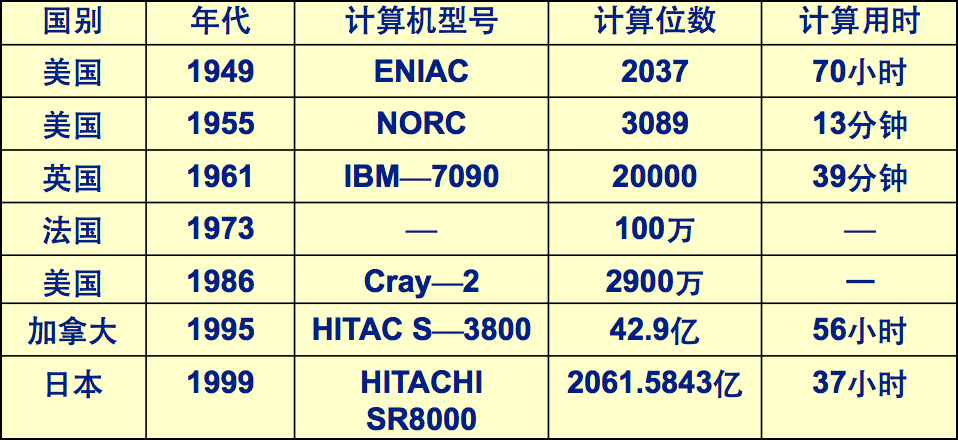 国别 年代 计算机型号 计算位数 计算用时
美国 1949 ENIAC 2037 70小时
美国 1955 NORC 3089 13分钟
英国 1961 IBM—7090 20000 39分钟
法国 1973 — 100万 —
美国 1986 Cray—2 2900万 —
加拿大 1995 HITAC S—3800 42.9亿 56小时
日本 1999 HITACHI 2061.5843亿 37小时
SR8000